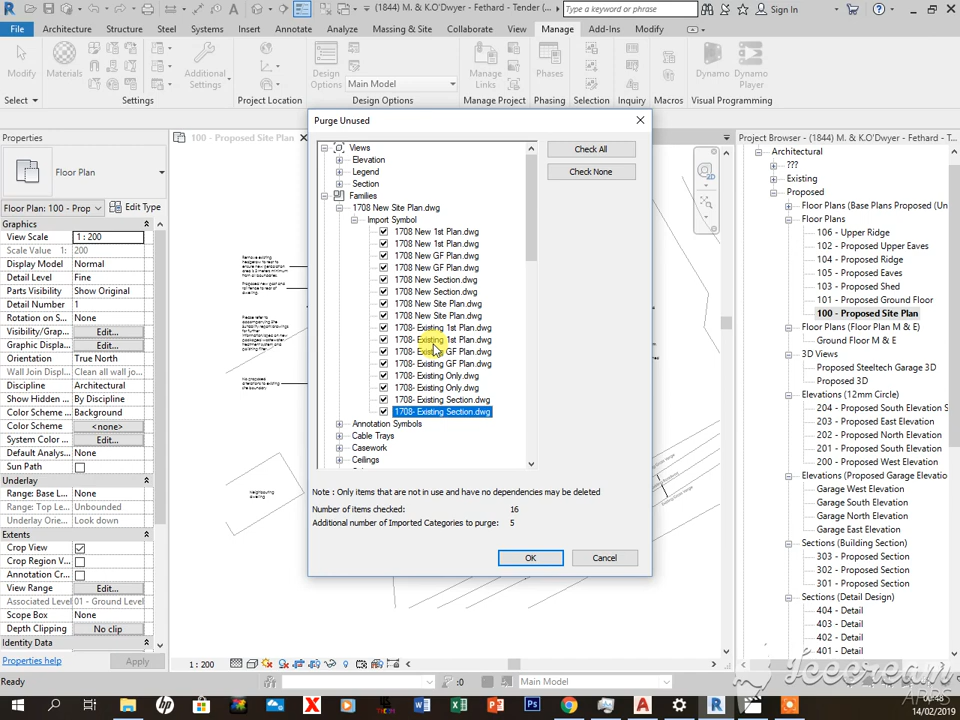 (1844) M. & K.O'Dwyer - Fethard - Tender (...
Type a keyword or phrase
Sign In
File Architecture Structure Steel Systems Insert Annotate Analyze Massing & Site Collaborate View Manage Add-Ins Modify
Modify Materials Additional Settings Design Options Main Model Manage Links Phases Dynamo Dynamo Player
Select Settings Project Location Design Options Manage Project Phasing Selection Inquiry Macros Visual Programming
Properties
Floor Plan
Floor Plan: 100 - Prop Edit Type
Graphics
View Scale 1 : 200
Scale Value 1: 200
Display Model Normal
Detail Level Fine
Parts Visibility Show Original
Detail Number 1
Rotation on S... None
Visibility/Grap... Edit...
Graphic Displa... Edit...
Orientation True North
Wall Join Displ... Clean all wall joi...
Discipline Architectural
Show Hidden ... By Discipline
Color Scheme ... Background
Color Scheme <none>
System Color ... Edit...
Default Analys... None
Sun Path
Underlay
Range: Base L... None
Range: Top Le... Unbounded
Underlay Orie... Look down
Extents
Crop View
Crop Region V...
Annotation Cr...
View Range Edit...
Associated Level 01 - Ground Level
Scope Box None
Depth Clipping No clip
Identity Data
Properties help Apply
100 - Proposed Site Plan
Neighbouring dwelling
Purge Unused
Views
Elevation
Legend
Section
Families
1708 New Site Plan.dwg
Import Symbol
1708 New 1st Plan.dwg
1708 New 1st Plan.dwg
1708 New GF Plan.dwg
1708 New GF Plan.dwg
1708 New Section.dwg
1708 New Section.dwg
1708 New Site Plan.dwg
1708 New Site Plan.dwg
1708- Existing 1st Plan.dwg
1708- Existing 1st Plan.dwg
1708- Existing GF Plan.dwg
1708- Existing GF Plan.dwg
1708- Existing Only.dwg
1708- Existing Only.dwg
1708- Existing Section.dwg
1708- Existing Section.dwg
Annotation Symbols
Cable Trays
Casework
Ceilings
Check All
Check None
Note : Only items that are not in use and have no dependencies may be deleted
Number of items checked: 16
Additional number of Imported Categories to purge: 5
OK Cancel
Project Browser - (1844) M. & K.O'Dwyer - Fethard - Te...
Architectural
???
Existing
Proposed
Floor Plans (Base Plans Proposed (Un
Floor Plans
106 - Upper Ridge
102 - Proposed Upper Eaves
104 - Proposed Ridge
105 - Proposed Eaves
103 - Proposed Shed
101 - Proposed Ground Floor
100 - Proposed Site Plan
Floor Plans (Floor Plan M & E)
Ground Floor M & E
3D Views
Proposed Steeltech Garage 3D
Proposed 3D
Elevations (12mm Circle)
204 - Proposed South Elevation S
203 - Proposed East Elevation
202 - Proposed South Elevation
201 - Proposed North Elevation
200 - Proposed West Elevation
Elevations (Proposed Garage Elevation
Garage West Elevation
Garage North Elevation
Garage South Elevation
Garage East Elevation
Sections (Building Section)
303 - Proposed Section
302 - Proposed Section
301 - Proposed Section
Sections (Detail Design)
404 - Detail
403 - Detail
402 - Detail
401 - Detail
1 : 200
Ready :0 Main Model
Icecream
APPS
00:48
14/02/2019